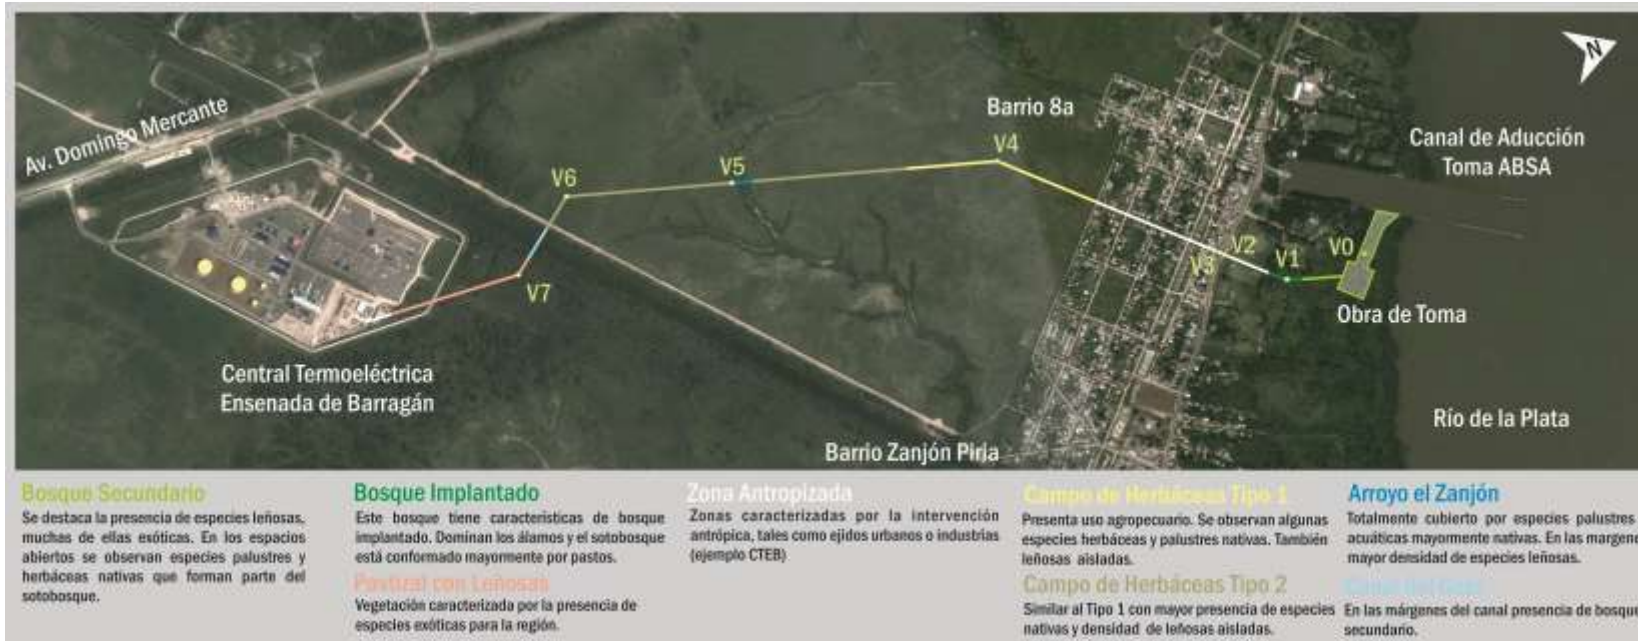 N
Av. Domingo Mercante
Barrio 8a
Canal de Aducción
Toma ABSA
V4
V5
V6
V7
V3
V2
V1
V0
Obra de Toma
Central Termoeléctrica
Ensenada de Barragán
Río de la Plata
Barrio Zanjón Piria
Bosque Secundario
Se destaca la presencia de especies leñosas,
muchas de ellas exóticas. En los espacios
abiertos se observan especies palustres y
herbáceas nativas que forman parte del
sotobosque.
Bosque Implantado
Este bosque tiene características de bosque
implantado. Dominan los álamos y el sotobosque
está conformado mayormente por pastos.
Pastizal con Leñosas
Vegetación caracterizada por la presencia de
especies exóticas para la región.
Zona Antropizada
Zonas caracterizadas por la intervención
antrópica, tales como ejidos urbanos o industrias
(ejemplo CTEB)
Campo de Herbáceas Tipo 1
Presenta uso agropecuario. Se observan algunas
especies herbáceas y palustres nativas. También
leñosas aisladas.
Campo de Herbáceas Tipo 2
Similar al Tipo 1 con mayor presencia de especies
nativas y densidad de leñosas aisladas.
Arroyo el Zanjón
Totalmente cubierto por especies palustres
acuáticas mayormente nativas. En las margene
mayor densidad de especies leñosas.
En las márgenes del canal presencia de bosque
secundario.